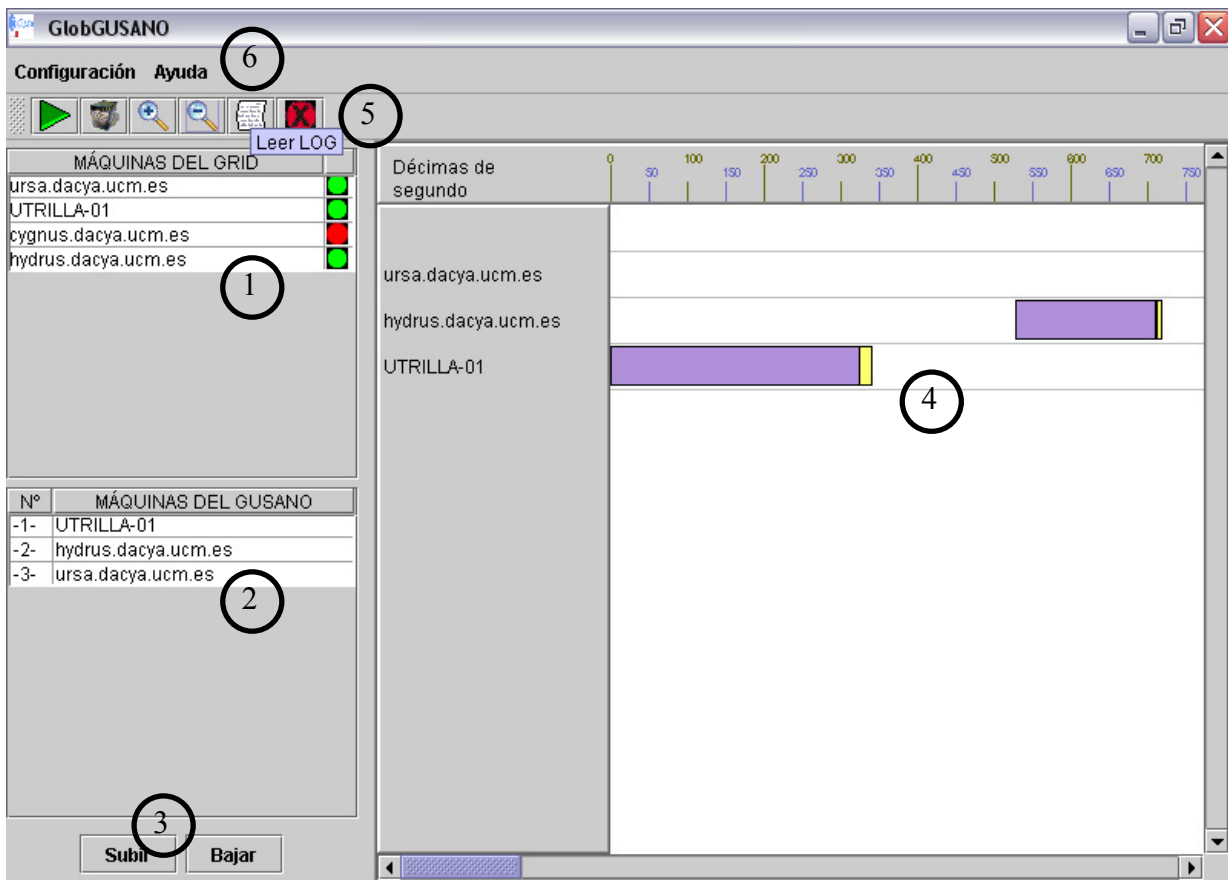 GlobGUSANO
Configuración Ayuda
6
5
Leer LOG
MÁQUINAS DEL GRID
ursa.dacya.ucm.es
UTRILLA-01
cygnus.dacya.ucm.es
hydrus.dacya.ucm.es
1
Nº MÁQUINAS DEL GUSANO
-1- UTRILLA-01
-2- hydrus.dacya.ucm.es
-3- ursa.dacya.ucm.es
2
3
Subir Bajar
Décimas de
segundo
0 100 200 300 400 500 600 700
50 150 250 350 450 550 650 750
ursa.dacya.ucm.es
hydrus.dacya.ucm.es
UTRILLA-01
4